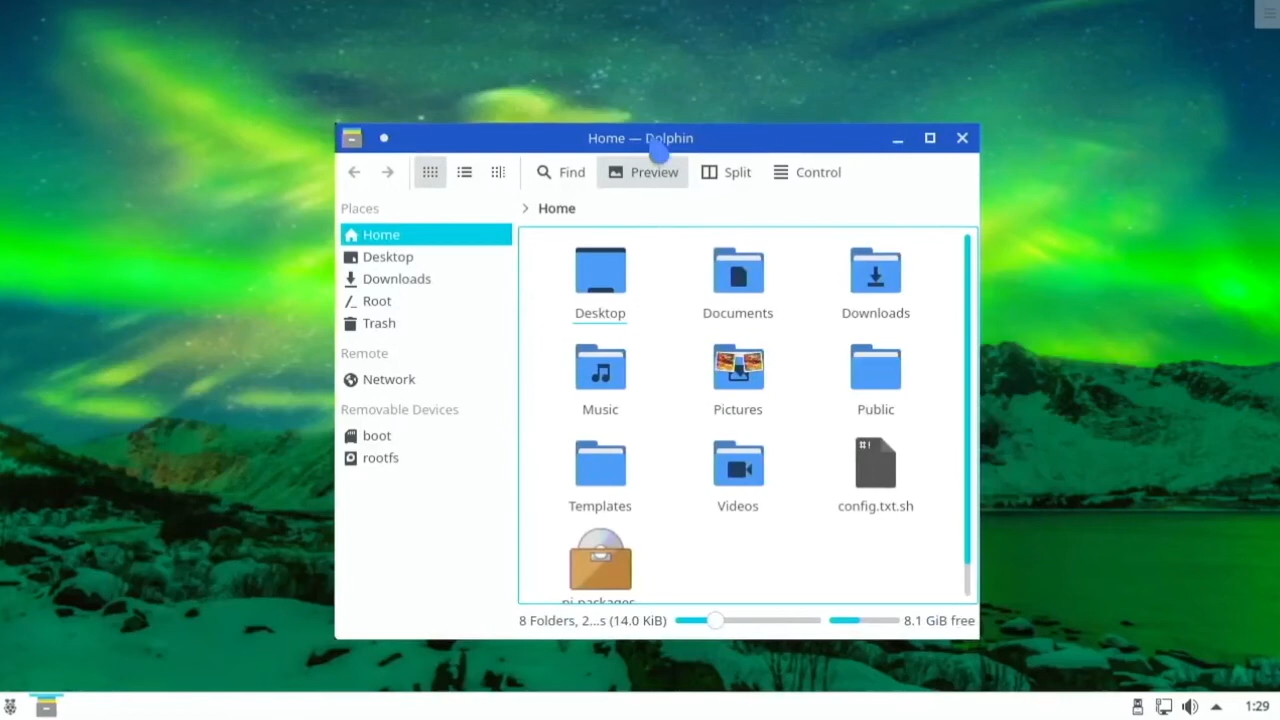 Home — Dolphin
Find
Preview
Split
Control
Places
Home
Desktop
Downloads
Root
Trash
Remote
Network
Removable Devices
boot
rootfs
Home
Desktop
Documents
Downloads
Music
Pictures
Public
Templates
Videos
#!
config.txt.sh
pi packages
8 Folders, 2...s (14.0 KiB)
8.1 GiB free
1:29